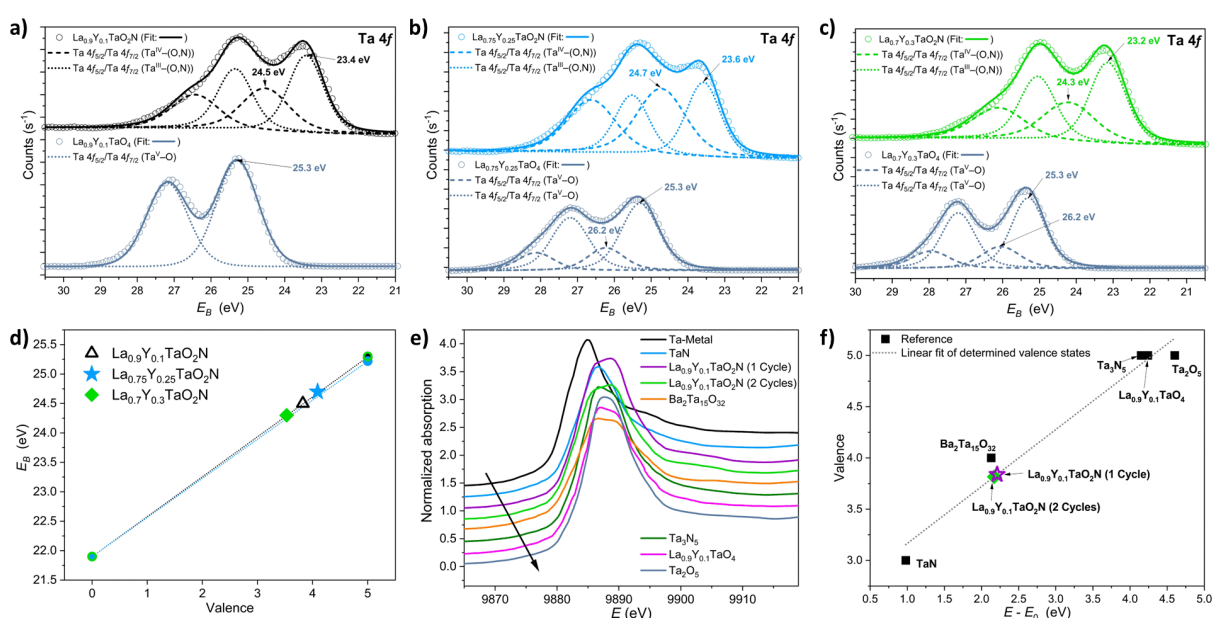 a)
La0.9Y0.1TaO2N (Fit: )
Ta 4f5/2/Ta 4f7/2 (TaIV–(O,N))
Ta 4f5/2/Ta 4f7/2 (TaIII–(O,N))
Ta 4f
24.5 eV
23.4 eV
La0.9Y0.1TaO4 (Fit: )
Ta 4f5/2/Ta 4f7/2 (TaV–O)
25.3 eV
Counts (s-1)
30 29 28 27 26 25 24 23 22 21
EB (eV)
b)
La0.75Y0.25TaO2N (Fit: )
Ta 4f5/2/Ta 4f7/2 (TaIV–(O,N))
Ta 4f5/2/Ta 4f7/2 (TaIII–(O,N))
Ta 4f
24.7 eV
23.6 eV
La0.75Y0.25TaO4 (Fit: )
Ta 4f5/2/Ta 4f7/2 (TaV–O)
Ta 4f5/2/Ta 4f7/2 (TaV–O)
25.3 eV
26.2 eV
Counts (s-1)
30 29 28 27 26 25 24 23 22 21
EB (eV)
c)
La0.7Y0.3TaO2N (Fit: )
Ta 4f5/2/Ta 4f7/2 (TaIV–(O,N))
Ta 4f5/2/Ta 4f7/2 (TaIII–(O,N))
Ta 4f
23.2 eV
24.3 eV
La0.7Y0.3TaO4 (Fit: )
Ta 4f5/2/Ta 4f7/2 (TaV–O)
Ta 4f5/2/Ta 4f7/2 (TaV–O)
25.3 eV
26.2 eV
Counts (s-1)
30 29 28 27 26 25 24 23 22 21
EB (eV)
d)
La0.9Y0.1TaO2N
La0.75Y0.25TaO2N
La0.7Y0.3TaO2N
25.5
25.0
24.5
24.0
23.5
23.0
22.5
22.0
21.5
EB (eV)
0 1 2 3 4 5
Valence
e)
Ta-Metal
TaN
La0.9Y0.1TaO2N (1 Cycle)
La0.9Y0.1TaO2N (2 Cycles)
Ba2Ta15O32
Ta3N5
La0.9Y0.1TaO4
Ta2O5
4.0
3.5
3.0
2.5
2.0
1.5
1.0
0.5
0.0
Normalized absorption
9870 9880 9890 9900 9910
E (eV)
f)
Reference
Linear fit of determined valence states
Ta3N5
Ta2O5
La0.9Y0.1TaO4
Ba2Ta15O32
La0.9Y0.1TaO2N (1 Cycle)
La0.9Y0.1TaO2N (2 Cycles)
TaN
5.0
4.5
4.0
3.5
3.0
Valence
0.5 1.0 1.5 2.0 2.5 3.0 3.5 4.0 4.5 5.0
E - E0 (eV)